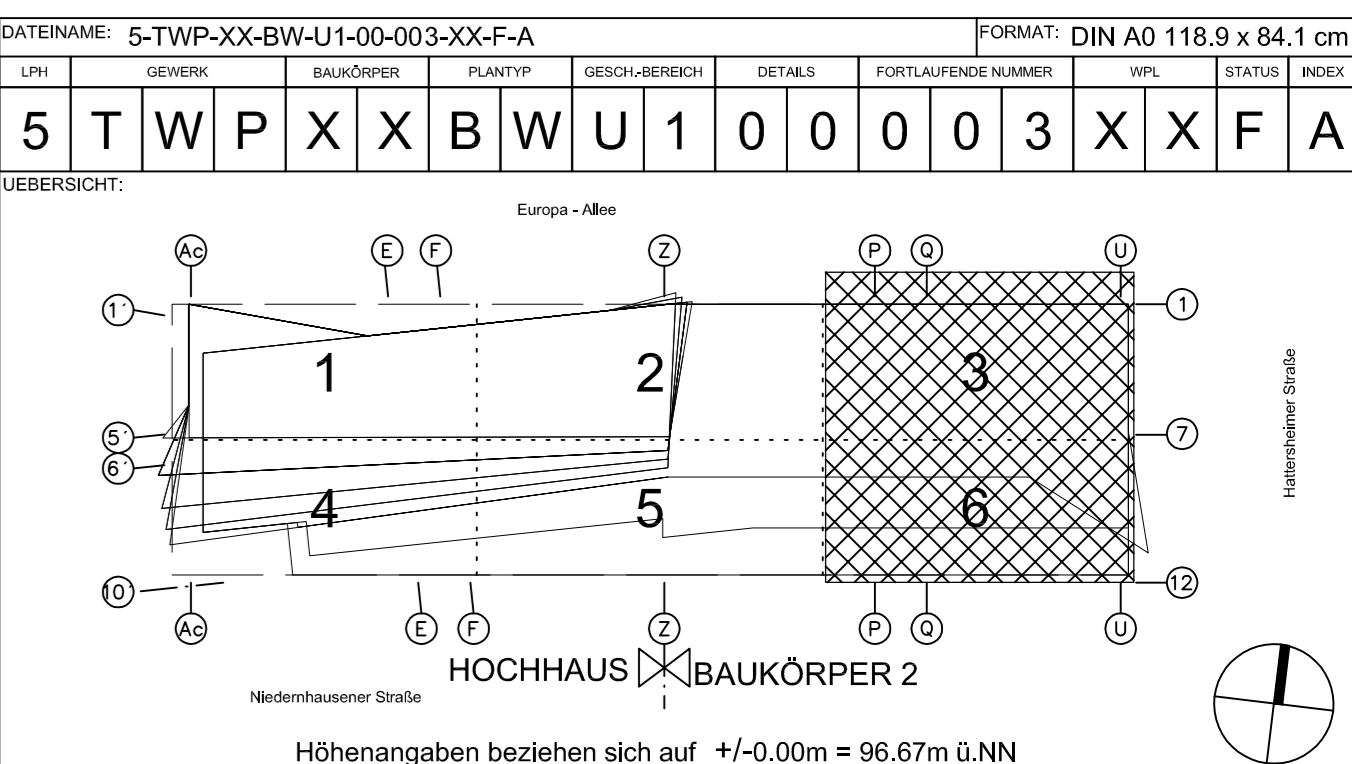 DATEINAME: 5-TWP-XX-BW-U1-00-003-XX-F-A FORMAT: DIN A0 118.9 x 84.1 cm
LPH GEWERK BAUKÖRPER PLANTYP GESCH.-BEREICH DETAILS FORTLAUFENDE NUMMER WPL STATUS INDEX
5 T W P X X B W U 1 0 0 0 0 3 X X F A
UEBERSICHT:
Europa - Allee
Ac E F Z P Q U
1´ 1
1 2 3
Hattersheimer Straße
5´ 7
6´
4 5 6
10´ 12
Ac E F Z P Q U
HOCHHAUS BAUKÖRPER 2
Niedernhausener Straße
Höhenangaben beziehen sich auf +/-0.00m = 96.67m ü.NN